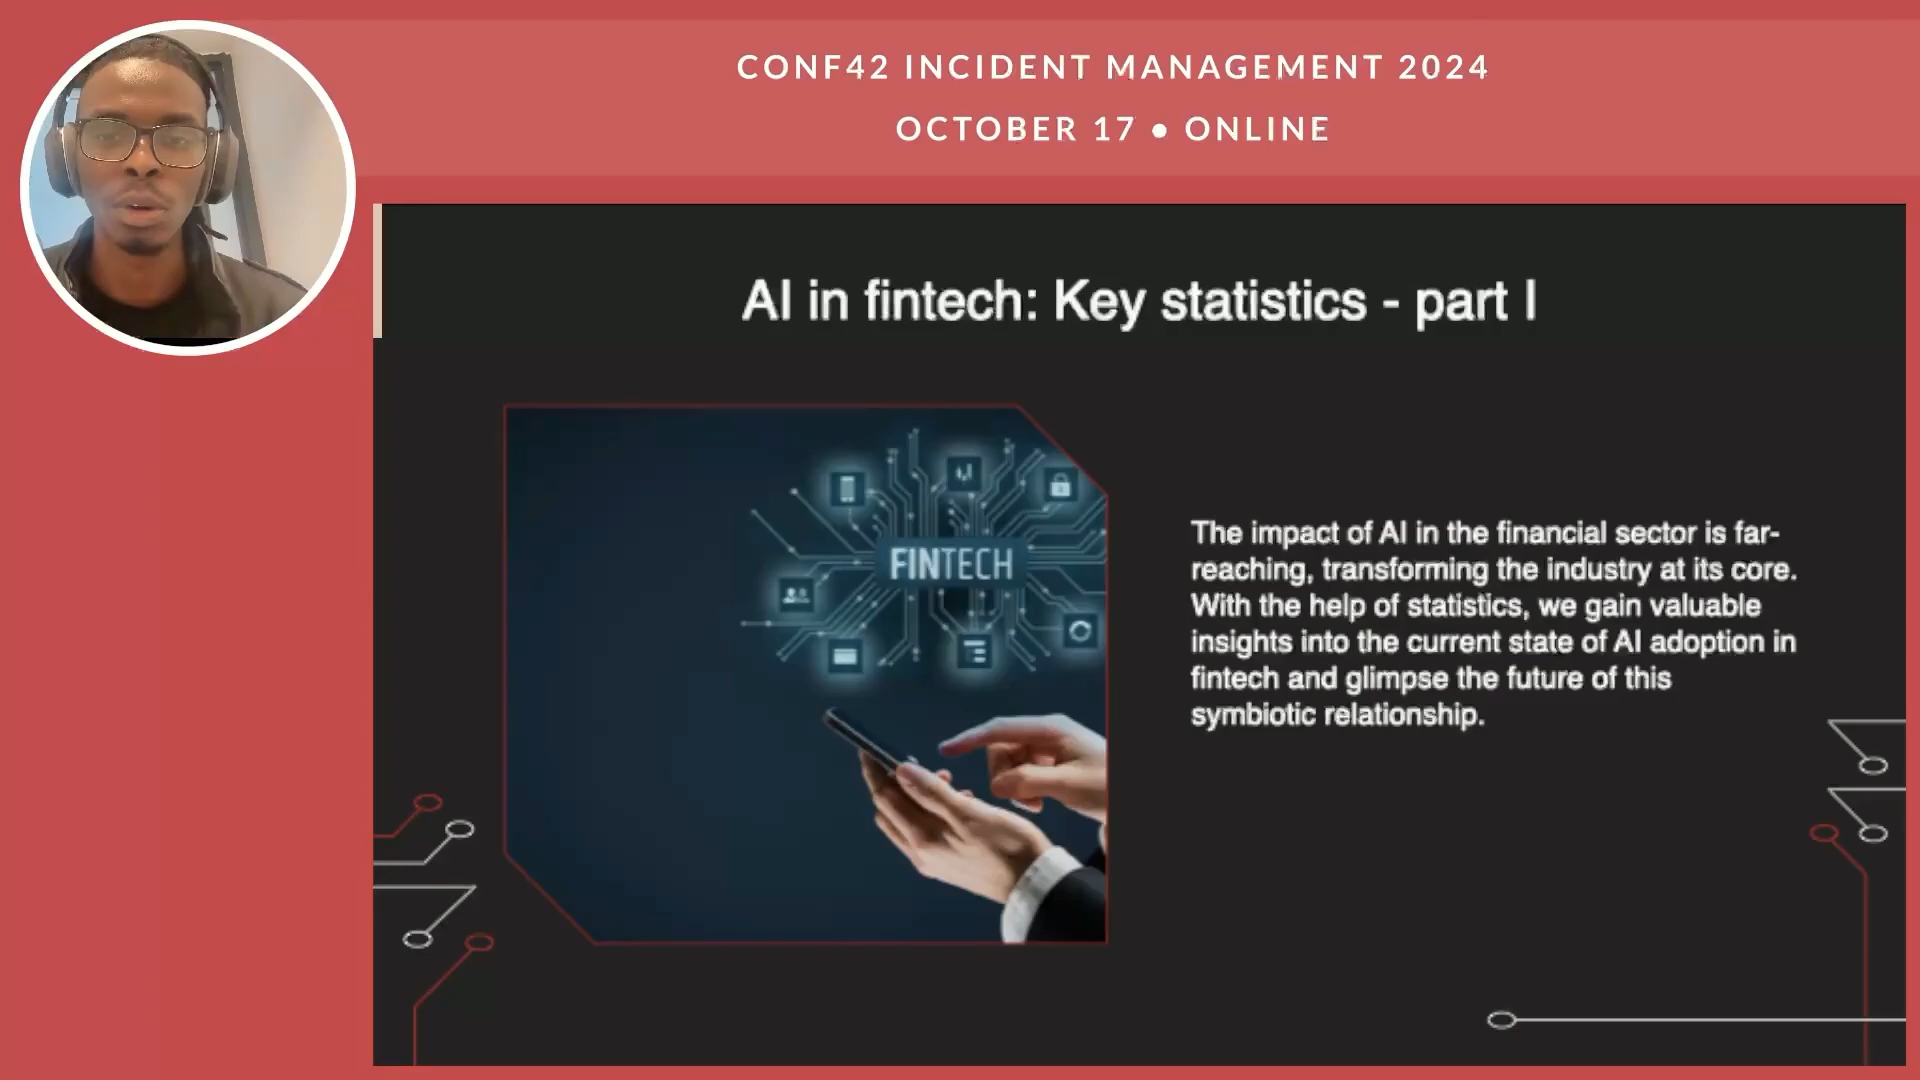 CONF42 INCIDENT MANAGEMENT 2024
OCTOBER 17 • ONLINE
AI in fintech: Key statistics - part I
FINTECH
The impact of AI in the financial sector is far-
reaching, transforming the industry at its core.
With the help of statistics, we gain valuable
insights into the current state of AI adoption in
fintech and glimpse the future of this
symbiotic relationship.